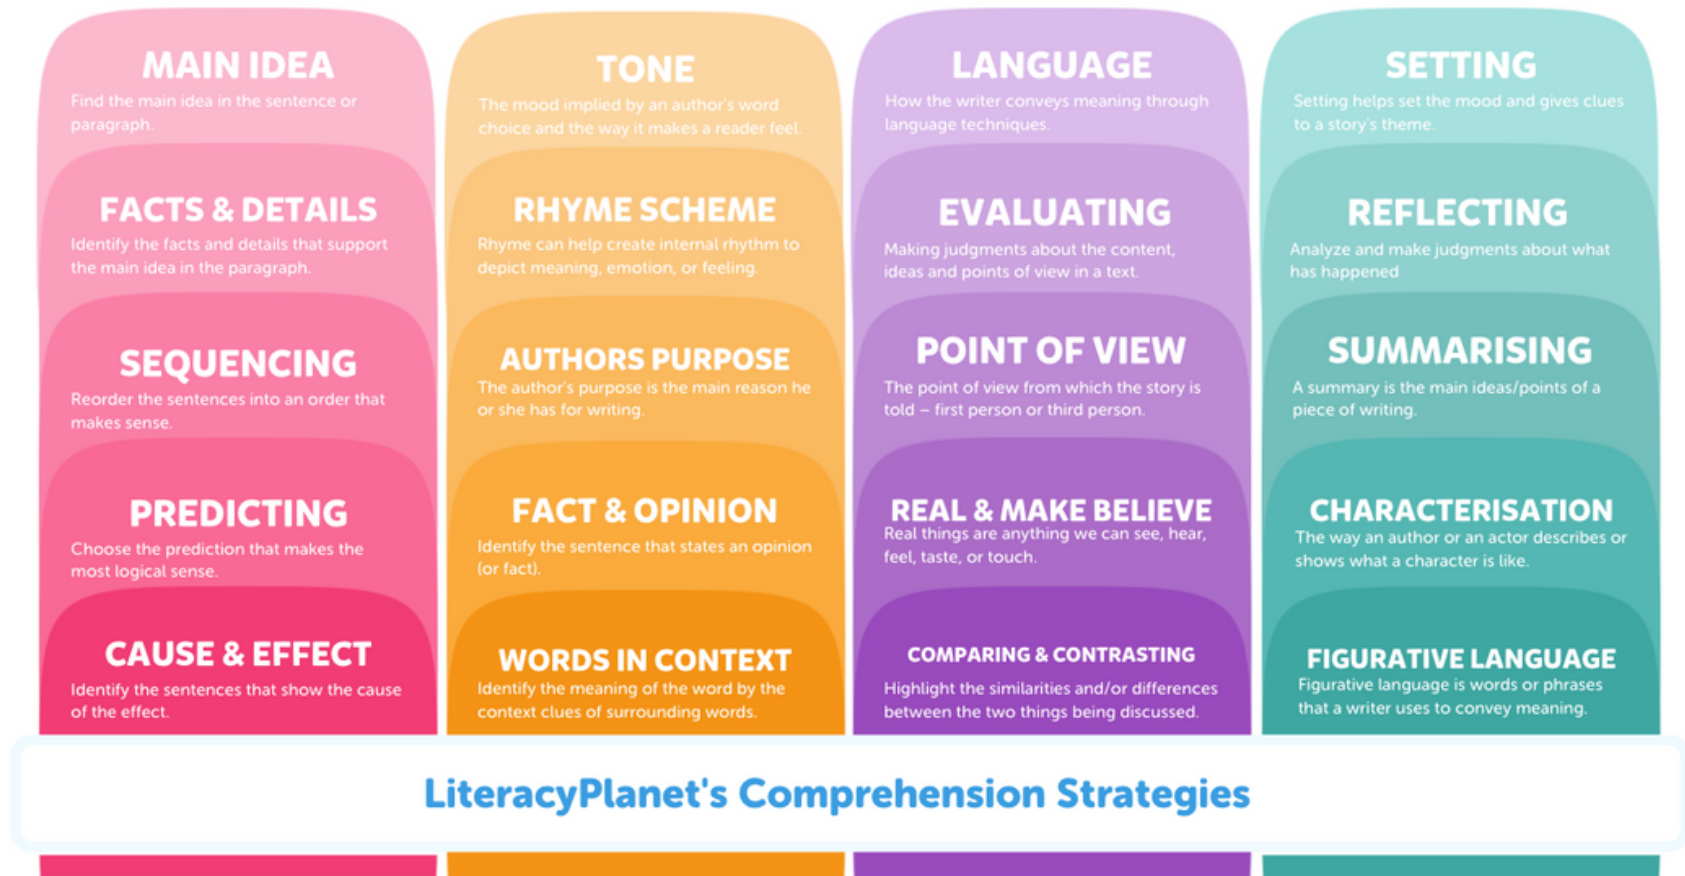 MAIN IDEA
Find the main idea in the sentence or
paragraph.
FACTS & DETAILS
Identify the facts and details that support
the main idea in the paragraph.
SEQUENCING
Reorder the sentences into an order that
makes sense.
PREDICTING
Choose the prediction that makes the
most logical sense.
CAUSE & EFFECT
Identify the sentences that show the cause
of the effect.
TONE
The mood implied by an author's word
choice and the way it makes a reader feel.
RHYME SCHEME
Rhyme can help create internal rhythm to
depict meaning, emotion, or feeling.
AUTHORS PURPOSE
The author's purpose is the main reason he
or she has for writing.
FACT & OPINION
Identify the sentence that states an opinion
(or fact).
WORDS IN CONTEXT
Identify the meaning of the word by the
context clues of surrounding words.
LANGUAGE
How the writer conveys meaning through
language techniques.
EVALUATING
Making judgments about the content,
ideas and points of view in a text.
POINT OF VIEW
The point of view from which the story is
told – first person or third person.
REAL & MAKE BELIEVE
Real things are anything we can see, hear,
feel, taste, or touch.
COMPARING & CONTRASTING
Highlight the similarities and/or differences
between the two things being discussed.
SETTING
Setting helps set the mood and gives clues
to a story's theme.
REFLECTING
Analyze and make judgments about what
has happened
SUMMARISING
A summary is the main ideas/points of a
piece of writing.
CHARACTERISATION
The way an author or an actor describes or
shows what a character is like.
FIGURATIVE LANGUAGE
Figurative language is words or phrases
that a writer uses to convey meaning.
LiteracyPlanet's Comprehension Strategies